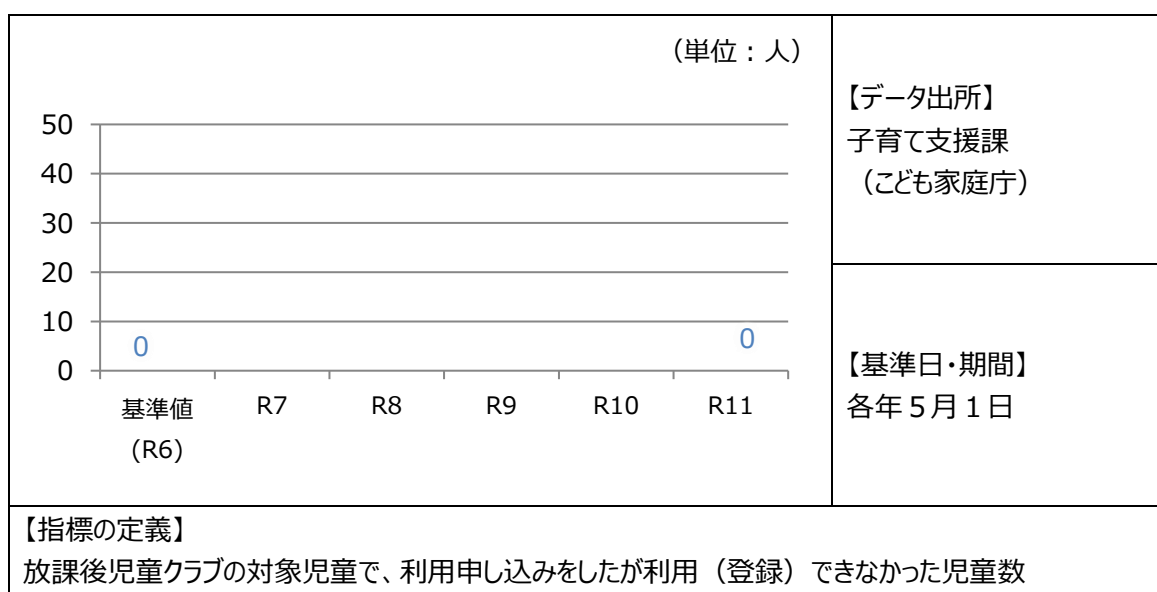 （単位：人）
50
40
30
20
10
0
0
0
基準値
(R6)
R7
R8
R9
R10
R11
【データ出所】
子育て支援課
（こども家庭庁）
【基準日・期間】
各年５月１日
【指標の定義】
放課後児童クラブの対象児童で、利用申し込みをしたが利用（登録）できなかった児童数